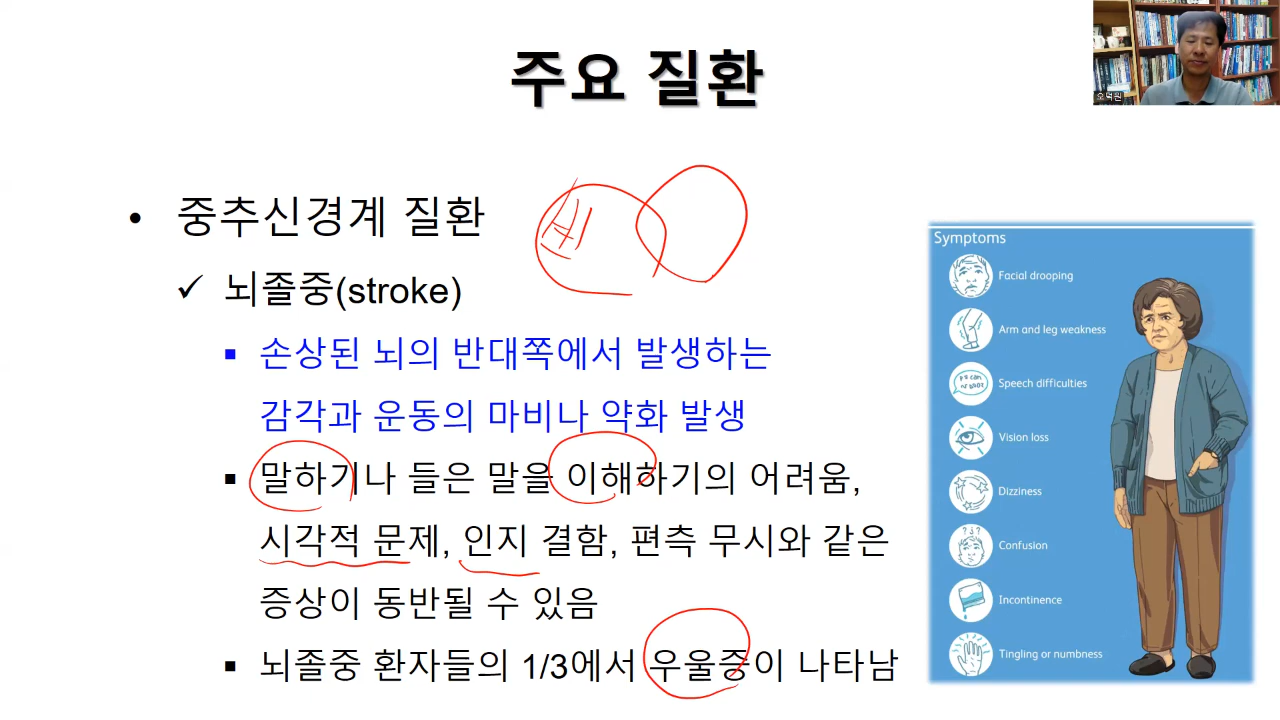 주요 질환
오덕원
• 중추신경계 질환
✓ 뇌졸중(stroke)
▪ 손상된 뇌의 반대쪽에서 발생하는
감각과 운동의 마비나 약화 발생
▪ 말하기나 들은 말을 이해하기의 어려움,
시각적 문제, 인지 결함, 편측 무시와 같은
증상이 동반될 수 있음
▪ 뇌졸중 환자들의 1/3에서 우울증이 나타남
Symptoms
Facial drooping
Arm and leg weakness
Speech difficulties
Vision loss
Dizziness
Confusion
Incontinence
Tingling or numbness